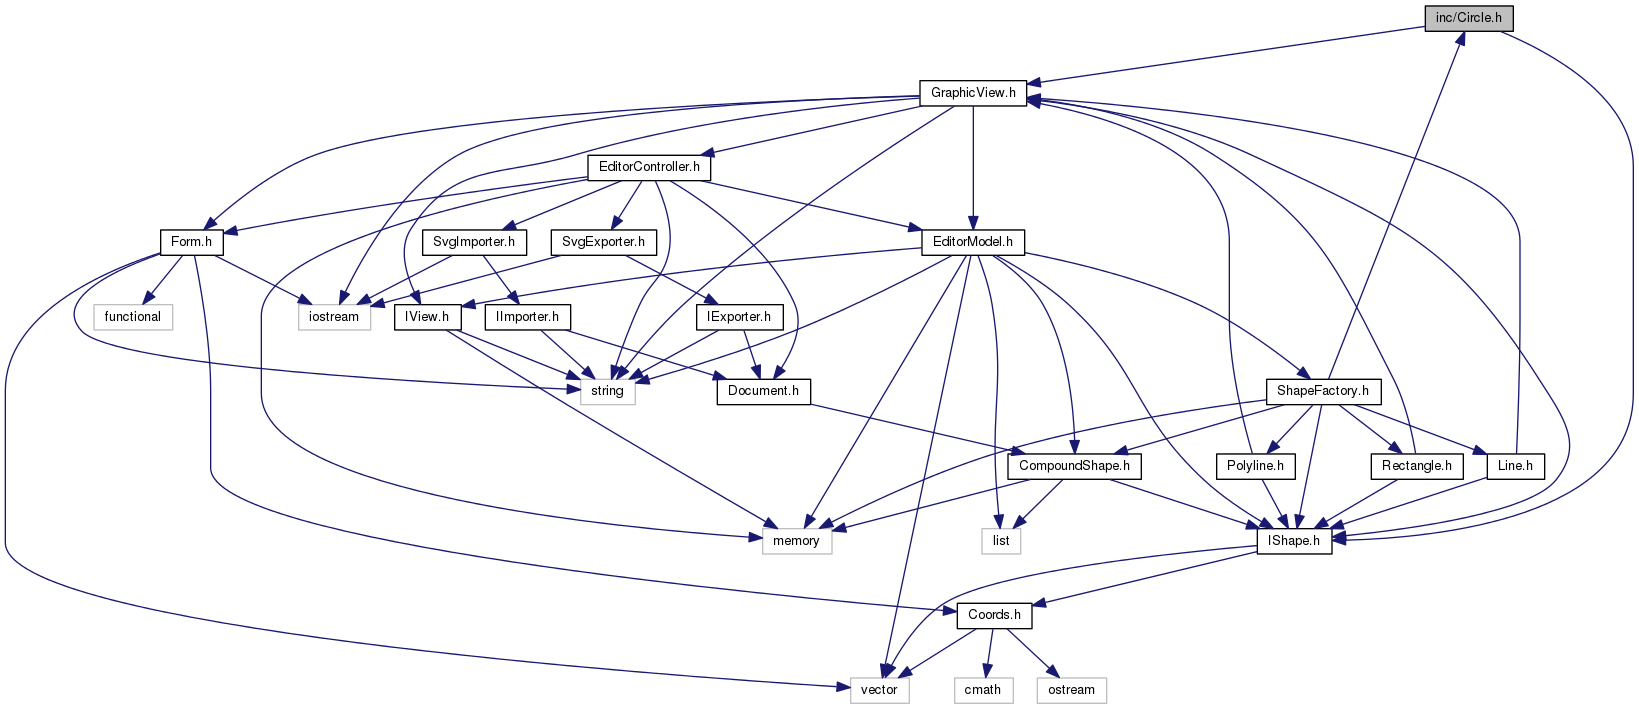 inc/Circle.h
GraphicView.h
EditorController.h
Form.h
SvgImporter.h
SvgExporter.h
EditorModel.h
functional
iostream
IView.h
IImporter.h
IExporter.h
string
Document.h
ShapeFactory.h
CompoundShape.h
Polyline.h
Rectangle.h
Line.h
memory
list
IShape.h
Coords.h
vector
cmath
ostream